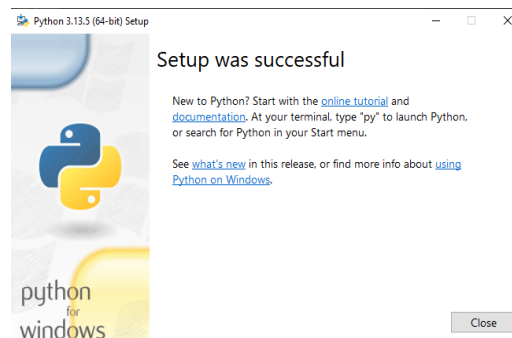 Python 3.13.5 (64-bit) Setup
Setup was successful
New to Python? Start with the online tutorial and
documentation. At your terminal, type "py" to launch Python,
or search for Python in your Start menu.
See what's new in this release, or find more info about using
Python on Windows.
python
for
windows
Close